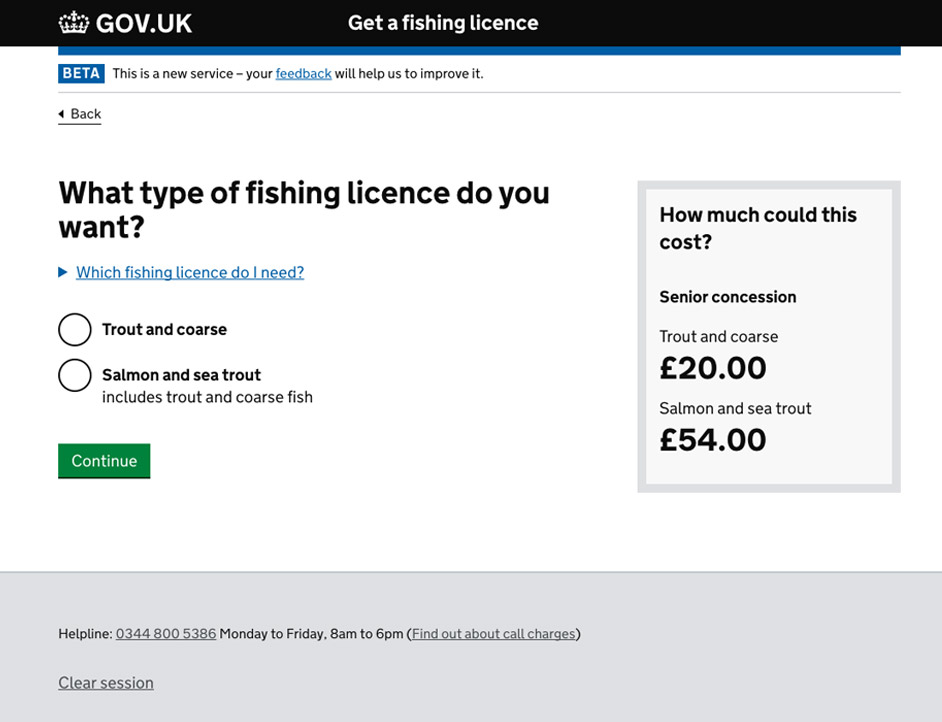 GOV.UK
Get a fishing licence
BETA This is a new service – your feedback will help us to improve it.
Back
What type of fishing licence do you
want?
Which fishing licence do I need?
Trout and coarse
Salmon and sea trout
includes trout and coarse fish
Continue
How much could this
cost?
Senior concession
Trout and coarse
£20.00
Salmon and sea trout
£54.00
Helpline: 0344 800 5386 Monday to Friday, 8am to 6pm (Find out about call charges)
Clear session